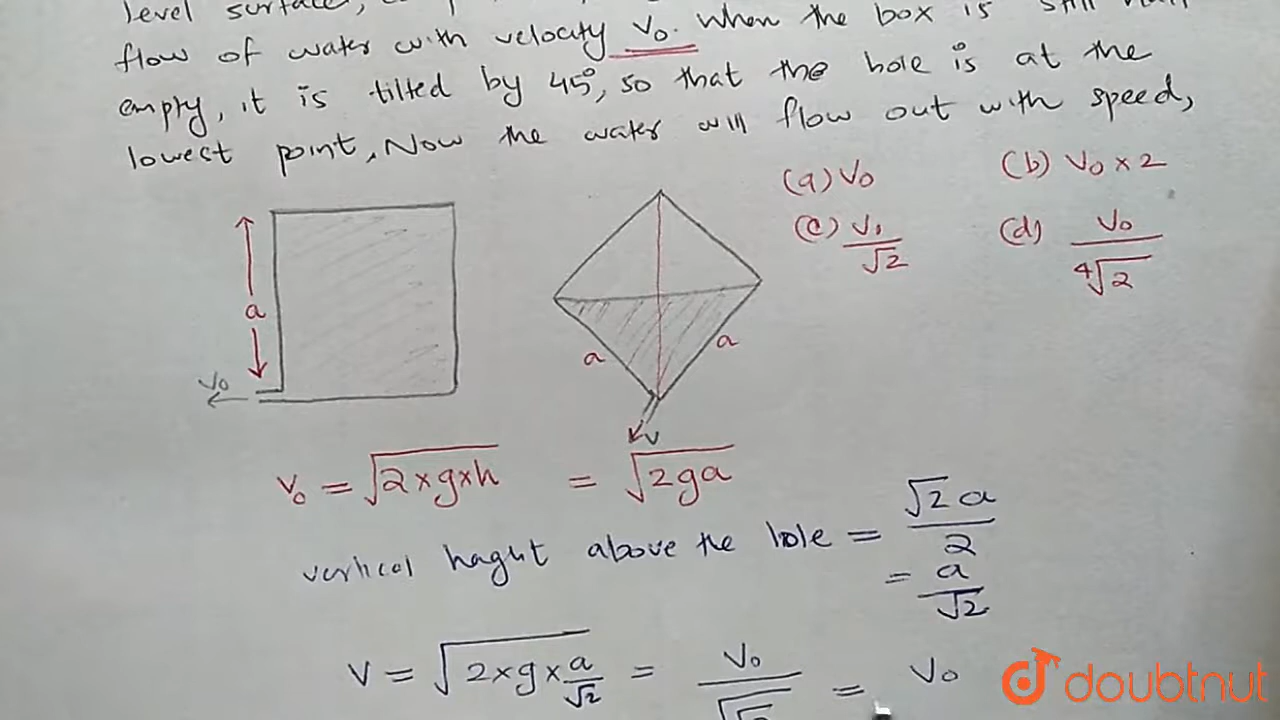 level surface,
flow of water with velocity V₀. When the box is still half
empty, it is tilted by 45°, so that the hole is at the
lowest point, Now the water will flow out with speed,
(a) V₀ (b) V₀ × 2
(c) V₀/√2 (d) V₀/⁴√2
a
V₀
a a
V
V₀ = √2×g×h = √2ga
vertical haght above the hole = √2 a/2
= a/√2
V = √2×g×a/√2 = V₀/ = V₀
doubtnut